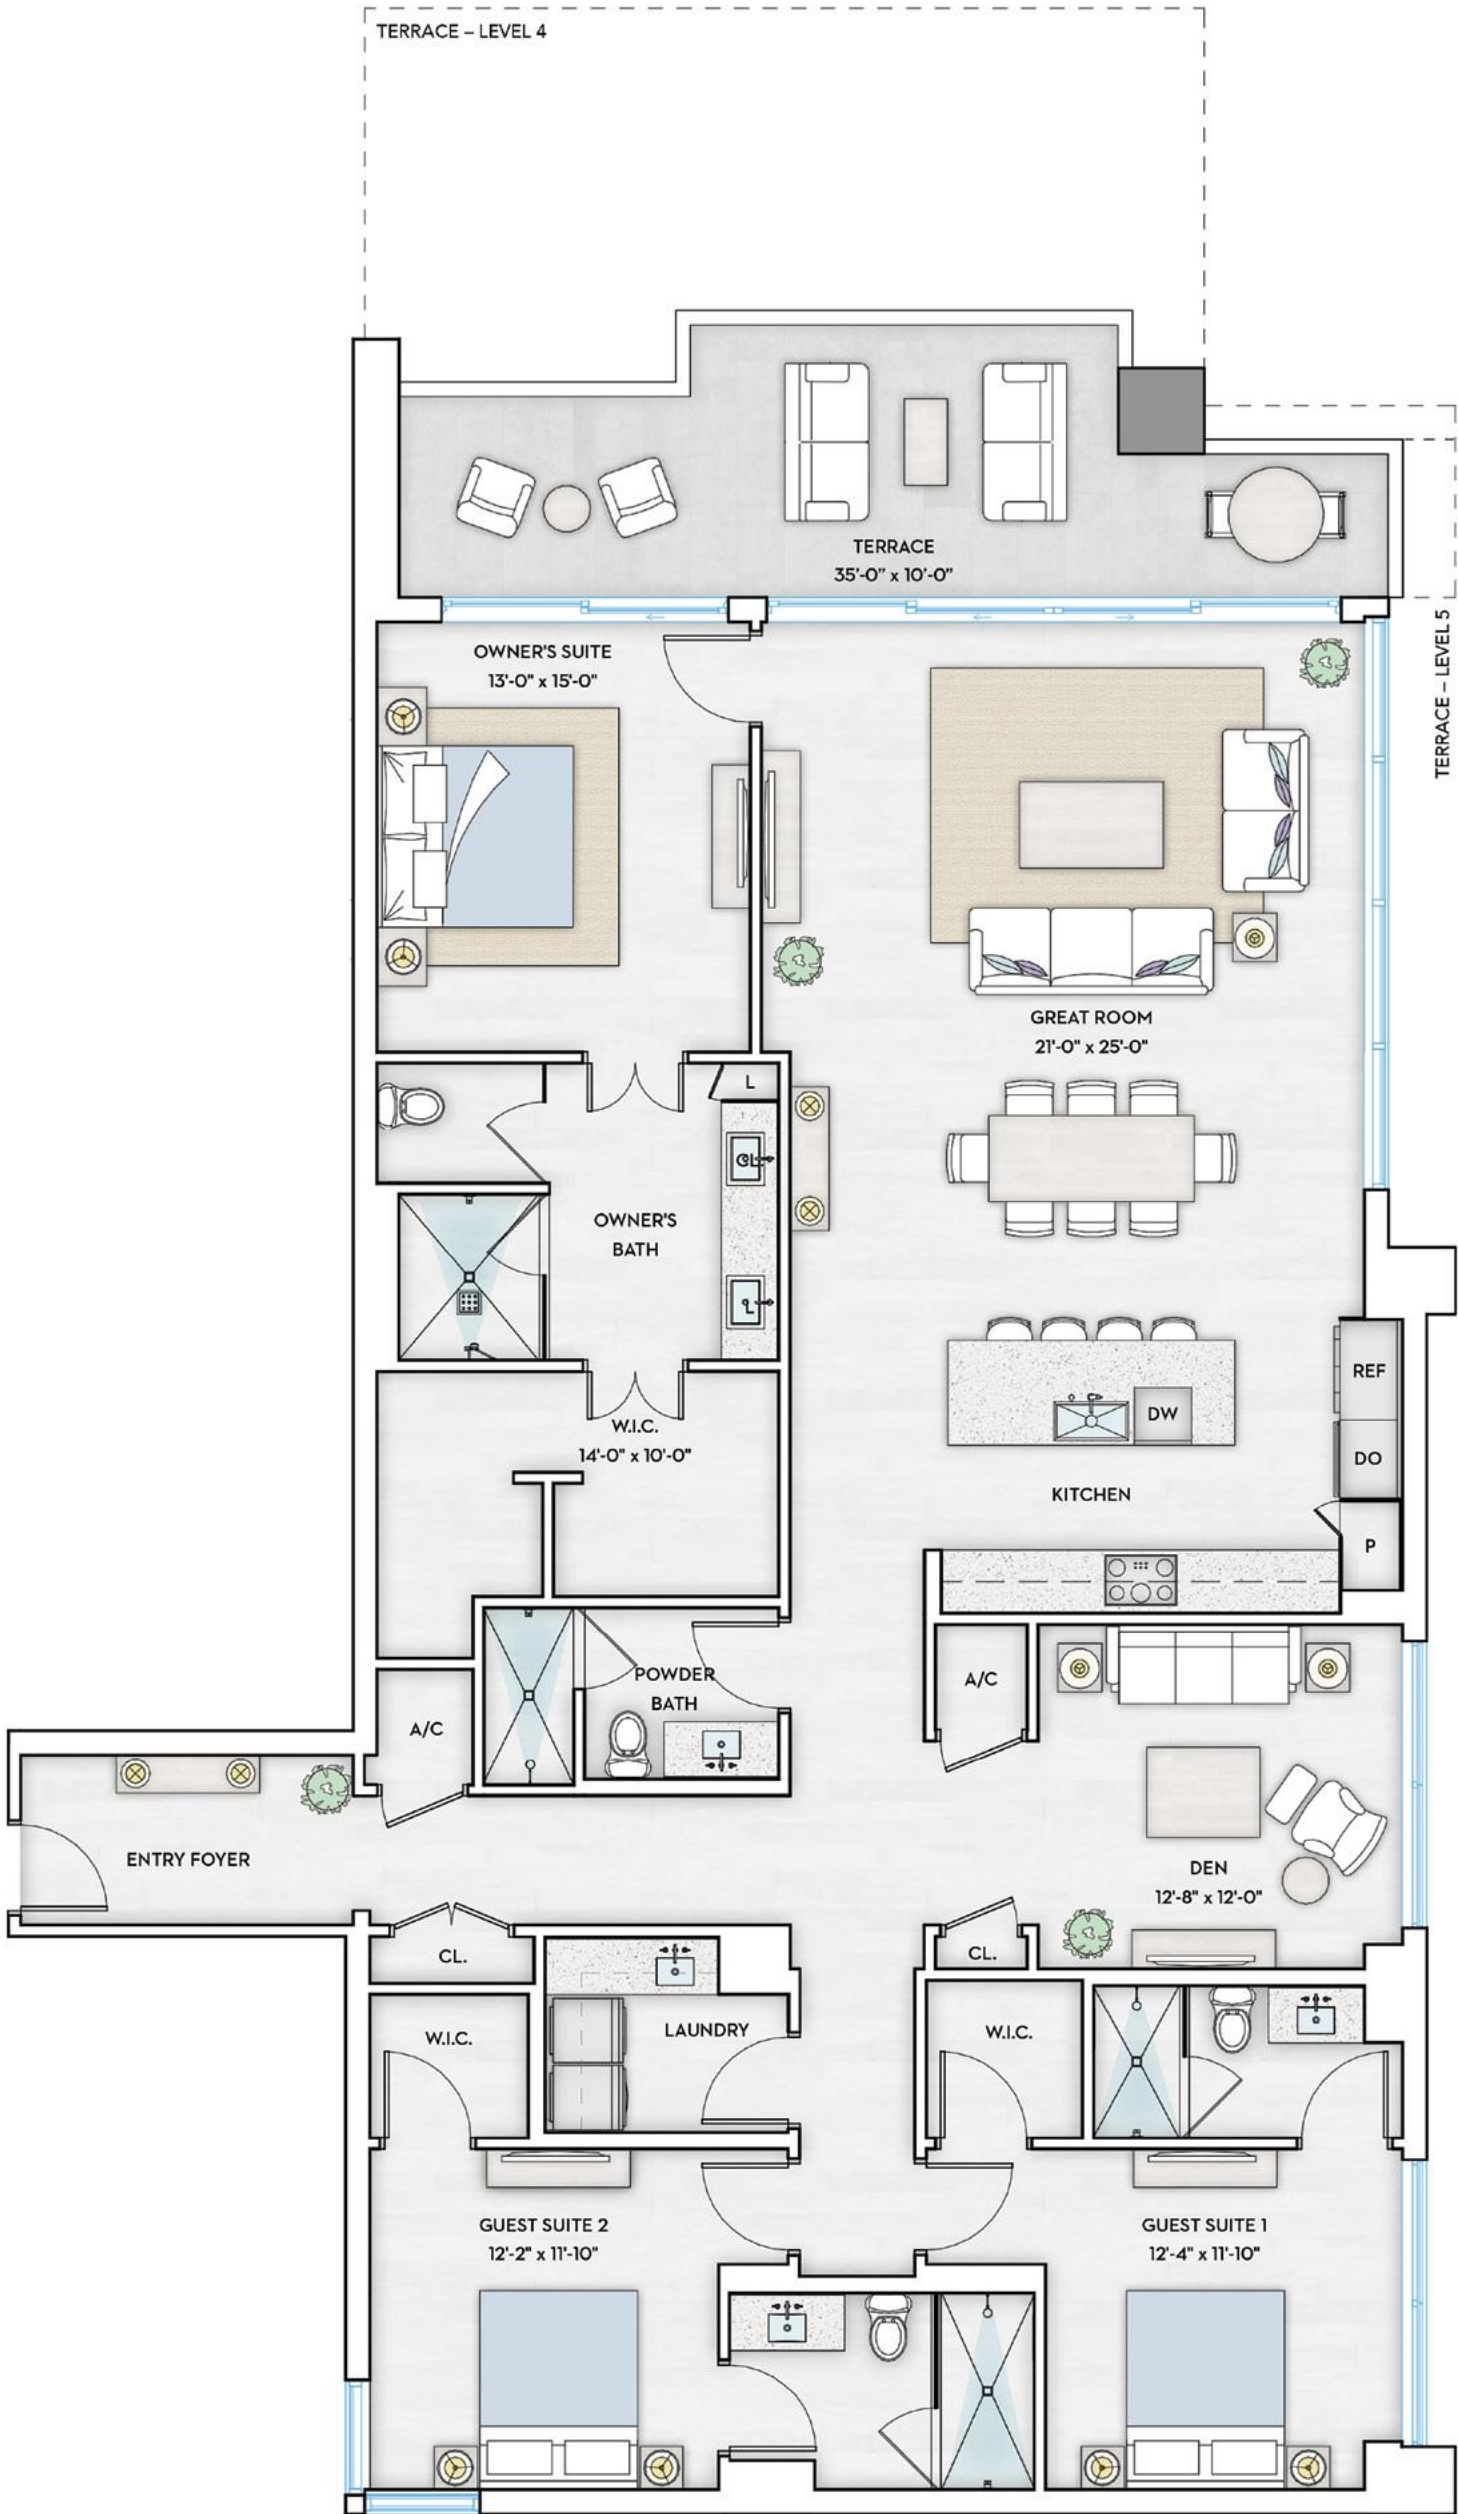 TERRACE – LEVEL 4
TERRACE
35'-0" x 10'-0"
TERRACE – LEVEL 5
OWNER'S SUITE
13'-0" x 15'-0"
GREAT ROOM
21'-0" x 25'-0"
L
CL.
OWNER'S
BATH
L
REF
DW
DO
W.I.C.
14'-0" x 10'-0"
KITCHEN
P
POWDER
BATH
A/C
A/C
ENTRY FOYER
DEN
12'-8" x 12'-0"
CL.
CL.
W.I.C.
LAUNDRY
W.I.C.
GUEST SUITE 2
12'-2" x 11'-10"
GUEST SUITE 1
12'-4" x 11'-10"